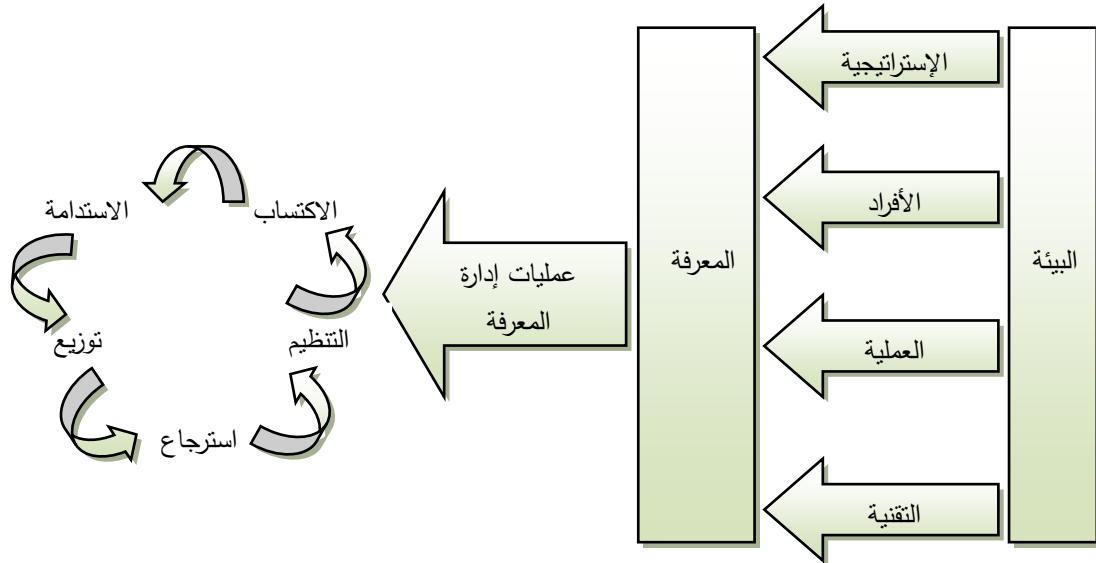 البيئة
الإستراتيجية
الأفراد
العملية
التقنية
المعرفة
عمليات إدارة
المعرفة
الاكتساب
الاستدامة
توزيع
استرجاع
التنظيم